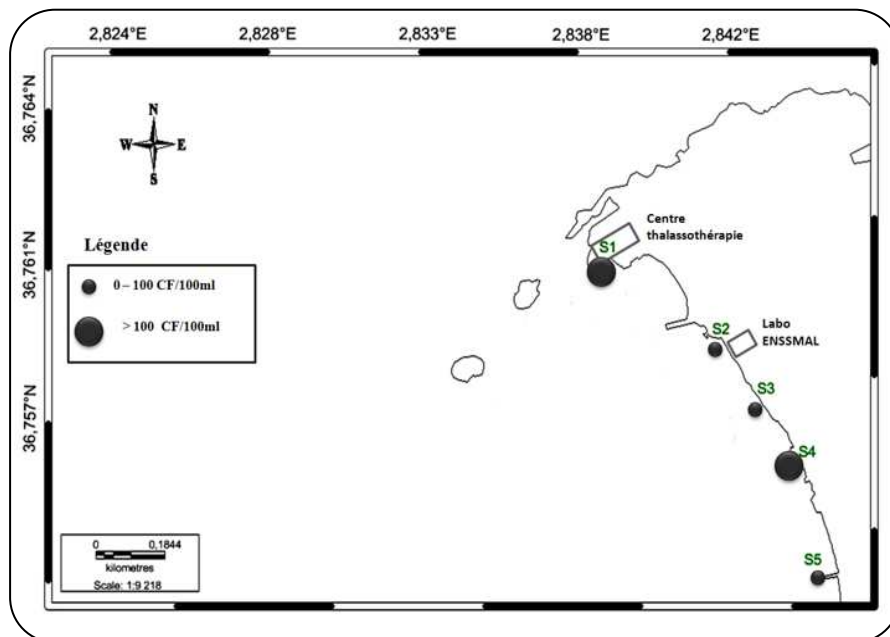 2,824°E 2,828°E 2,833°E 2,838°E 2,842°E
36,764°N
36,761°N
36,757°N
N
W E
S
Légende
0 – 100 CF/100ml
> 100 CF/100ml
Centre
thalassothérapie
S1
Labo
ENSSMAL
S2
S3
S4
S5
0 0,1844
kilometres
Scale: 1:9 218